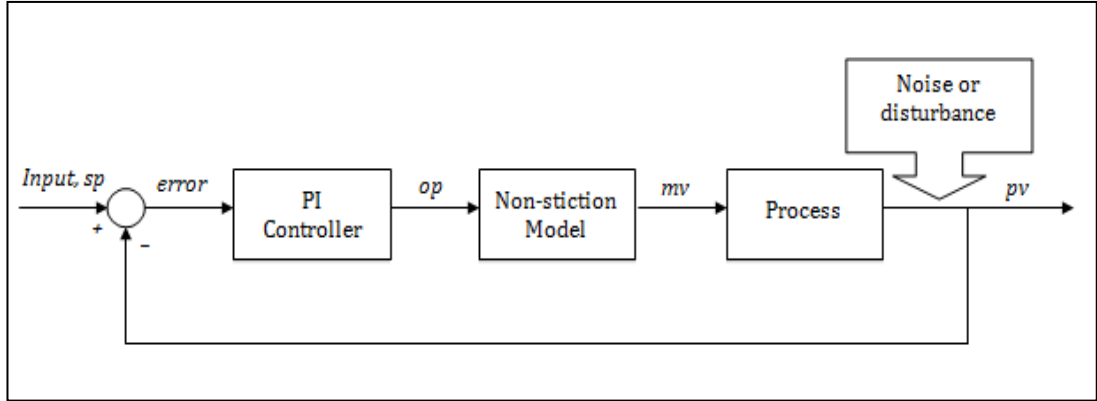 Noise or
disturbance
Input, sp
error
PI
Controller
op
Non-stiction
Model
mv
Process
pv
+
−